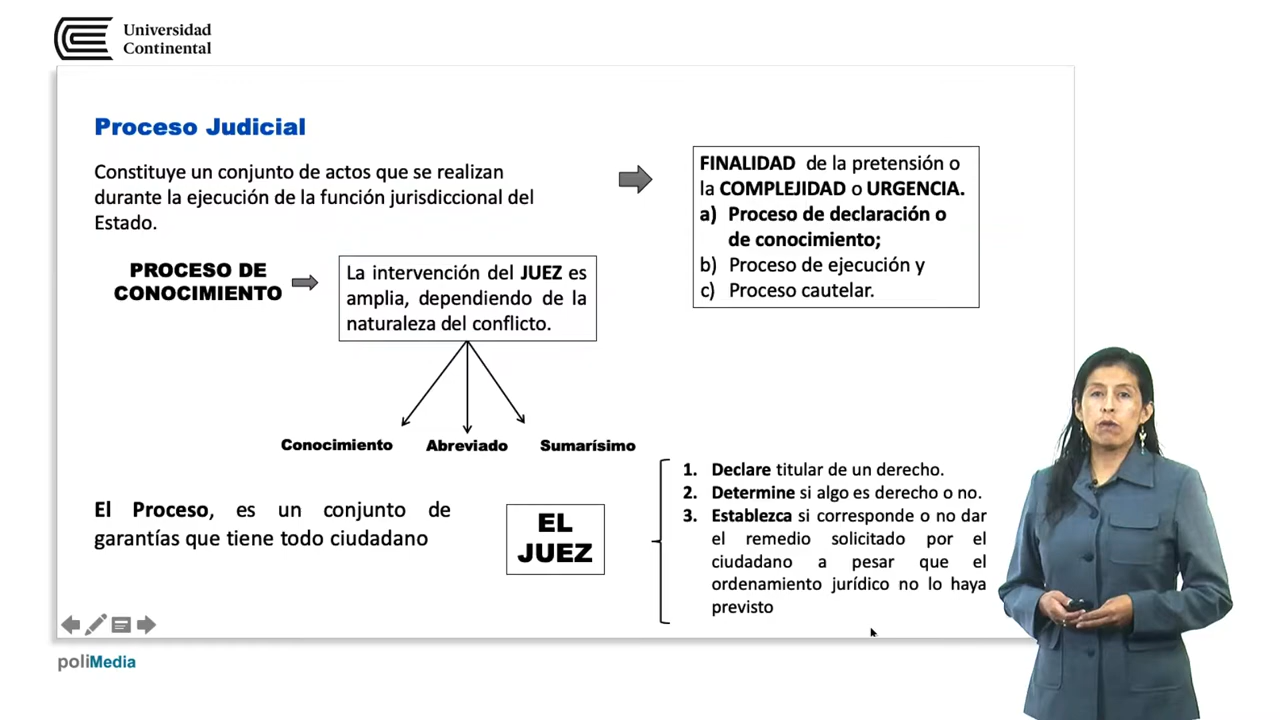 Universidad
Continental
Proceso Judicial
Constituye un conjunto de actos que se realizan
durante la ejecución de la función jurisdiccional del
Estado.
FINALIDAD de la pretensión o
la COMPLEJIDAD o URGENCIA.
a) Proceso de declaración o
de conocimiento;
b) Proceso de ejecución y
c) Proceso cautelar.
PROCESO DE
CONOCIMIENTO
La intervención del JUEZ es
amplia, dependiendo de la
naturaleza del conflicto.
Conocimiento Abreviado Sumarísimo
El Proceso, es un conjunto de
garantías que tiene todo ciudadano
EL
JUEZ
1. Declare titular de un derecho.
2. Determine si algo es derecho o no.
3. Establezca si corresponde o no dar
el remedio solicitado por el
ciudadano a pesar que el
ordenamiento jurídico no lo haya
previsto
poliMedia